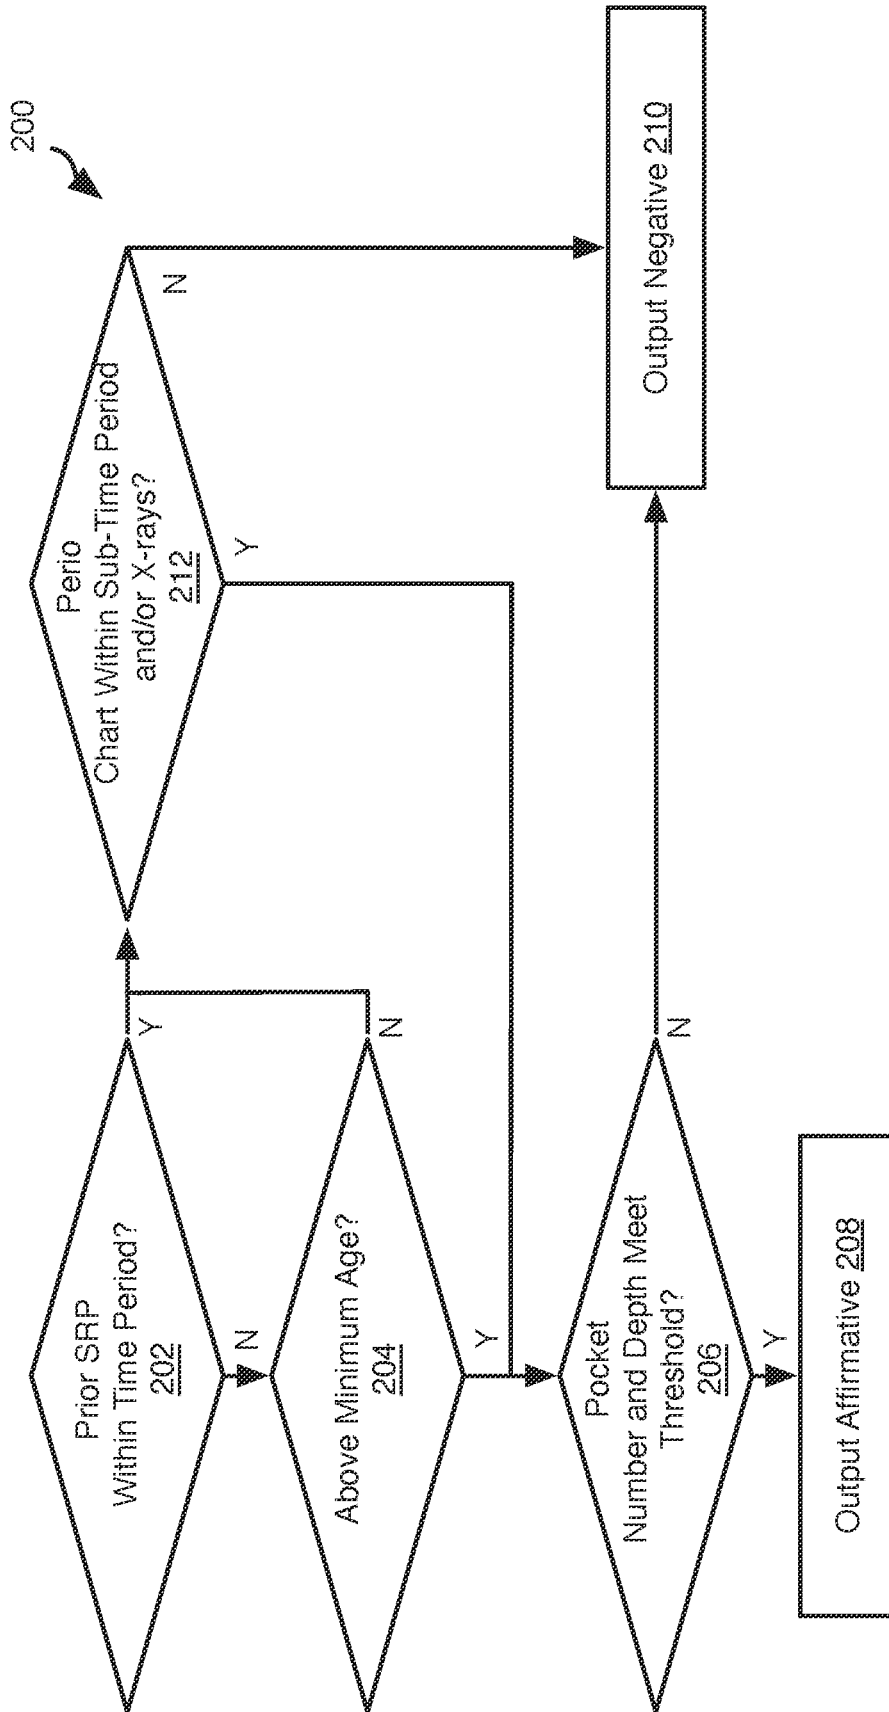 200
Prior SRP
Within Time Period?
202
Y
N
Perio
Chart Within Sub-Time Period
and/or X-rays?
212
N
Y
Above Minimum Age?
204
N
Y
Pocket
Number and Depth Meet
Threshold?
206
N
Y
Output Negative 210
Output Affirmative 208